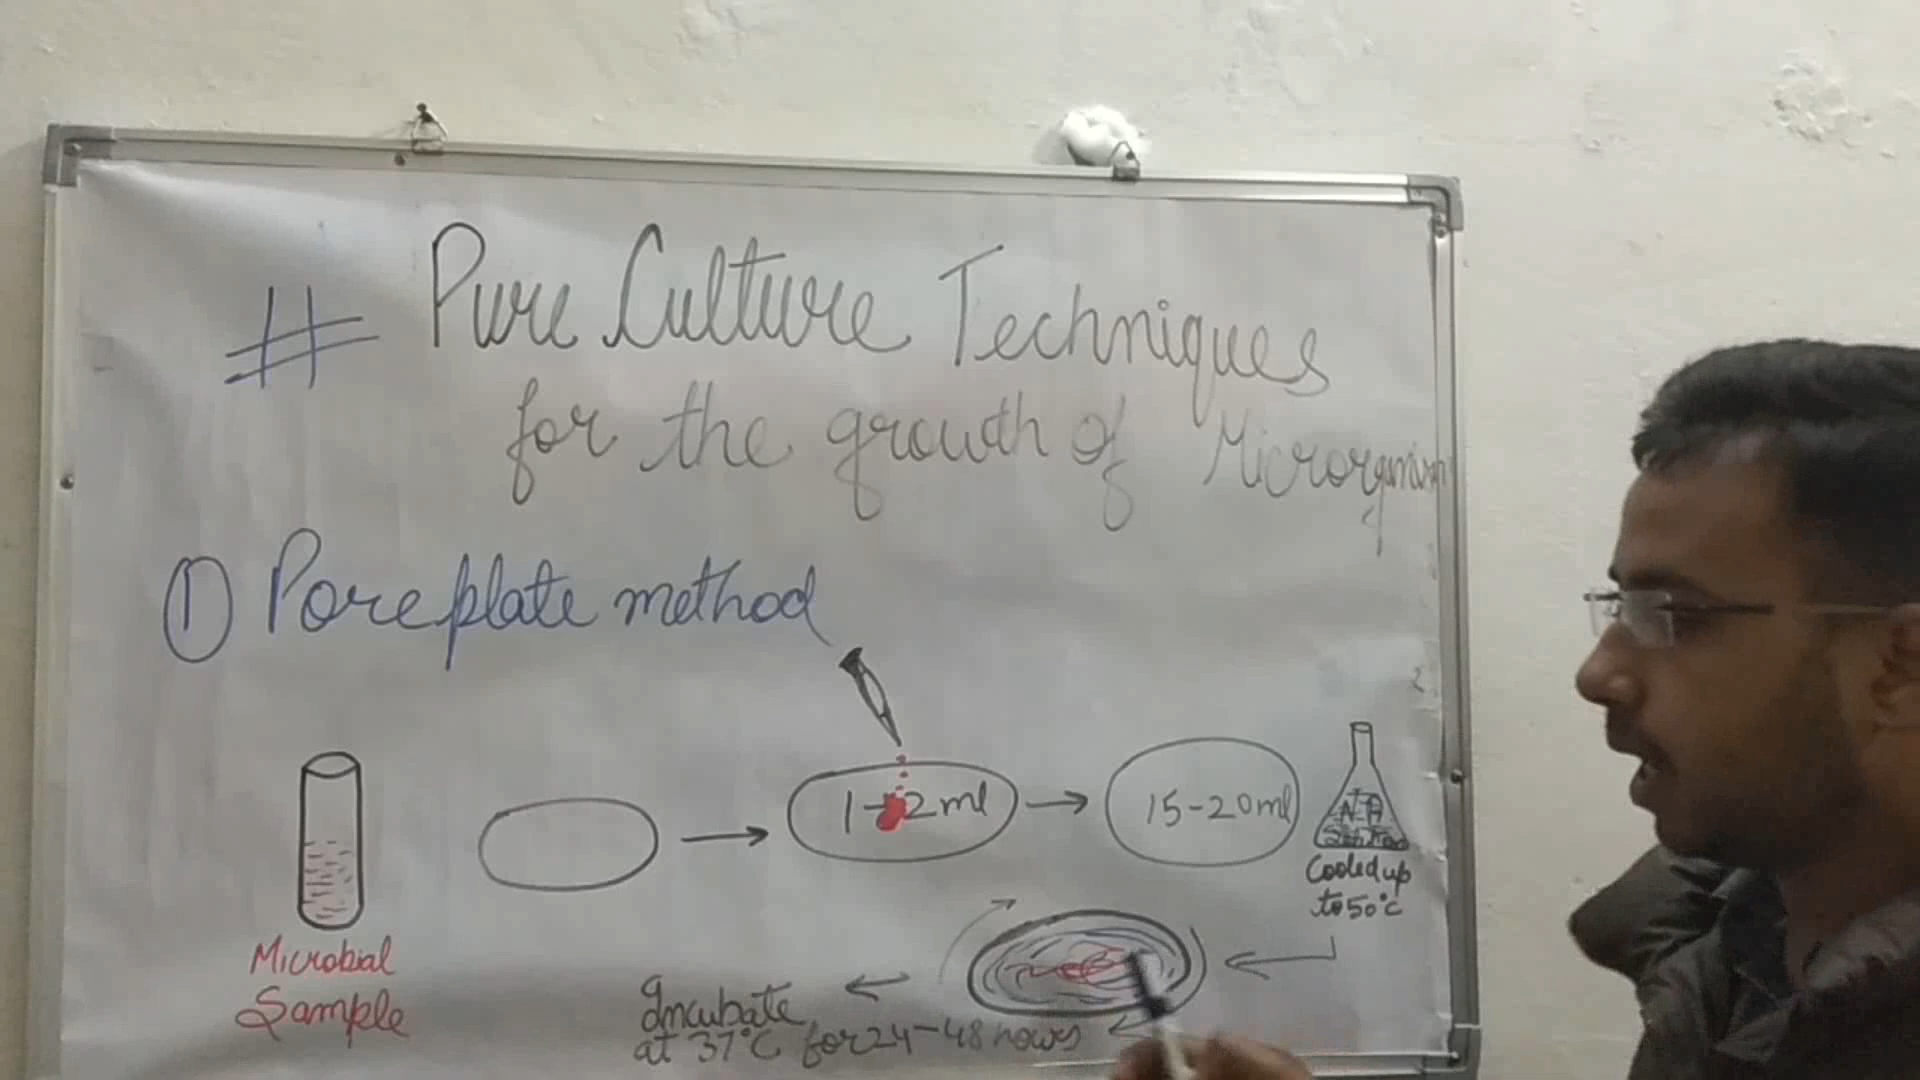 # Pure Culture Techniques
for the growth of Microrganism
① Pore plate method
1-2ml
15-20ml
N.A
Cooled up
to 50°C
Microbial
Sample
Incubate
at 37°C for 24-48 hours